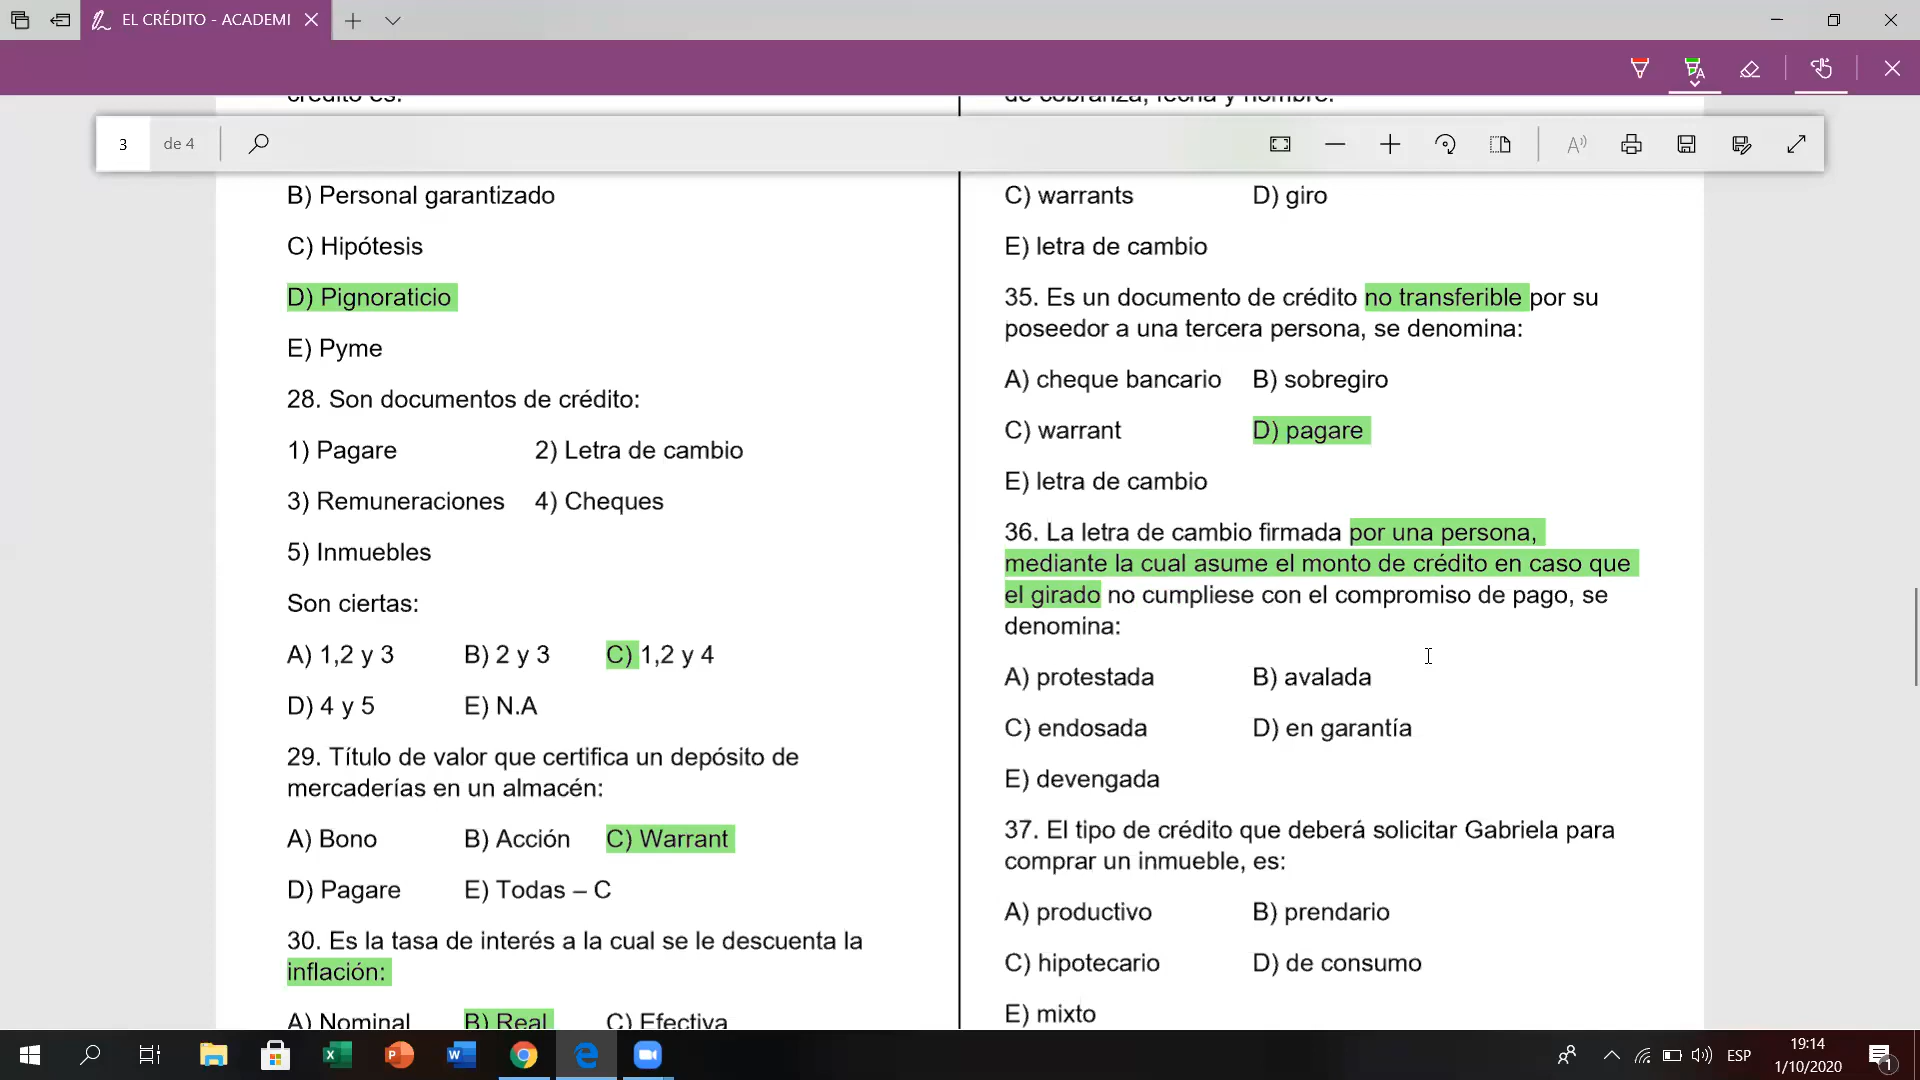 EL CRÉDITO - ACADEMI
crédito es:
de cobranza, fecha y nombre.
3 de 4
B) Personal garantizado
C) Hipótesis
D) Pignoraticio
E) Pyme
28. Son documentos de crédito:
1) Pagare 2) Letra de cambio
3) Remuneraciones 4) Cheques
5) Inmuebles
Son ciertas:
A) 1,2 y 3 B) 2 y 3 C) 1,2 y 4
D) 4 y 5 E) N.A
29. Título de valor que certifica un depósito de
mercaderías en un almacén:
A) Bono B) Acción C) Warrant
D) Pagare E) Todas – C
30. Es la tasa de interés a la cual se le descuenta la
inflación:
A) Nominal B) Real C) Efectiva
C) warrants D) giro
E) letra de cambio
35. Es un documento de crédito no transferible por su
poseedor a una tercera persona, se denomina:
A) cheque bancario B) sobregiro
C) warrant D) pagare
E) letra de cambio
36. La letra de cambio firmada por una persona,
mediante la cual asume el monto de crédito en caso que
el girado no cumpliese con el compromiso de pago, se
denomina:
A) protestada B) avalada
C) endosada D) en garantía
E) devengada
37. El tipo de crédito que deberá solicitar Gabriela para
comprar un inmueble, es:
A) productivo B) prendario
C) hipotecario D) de consumo
E) mixto
ESP
19:14
1/10/2020
1